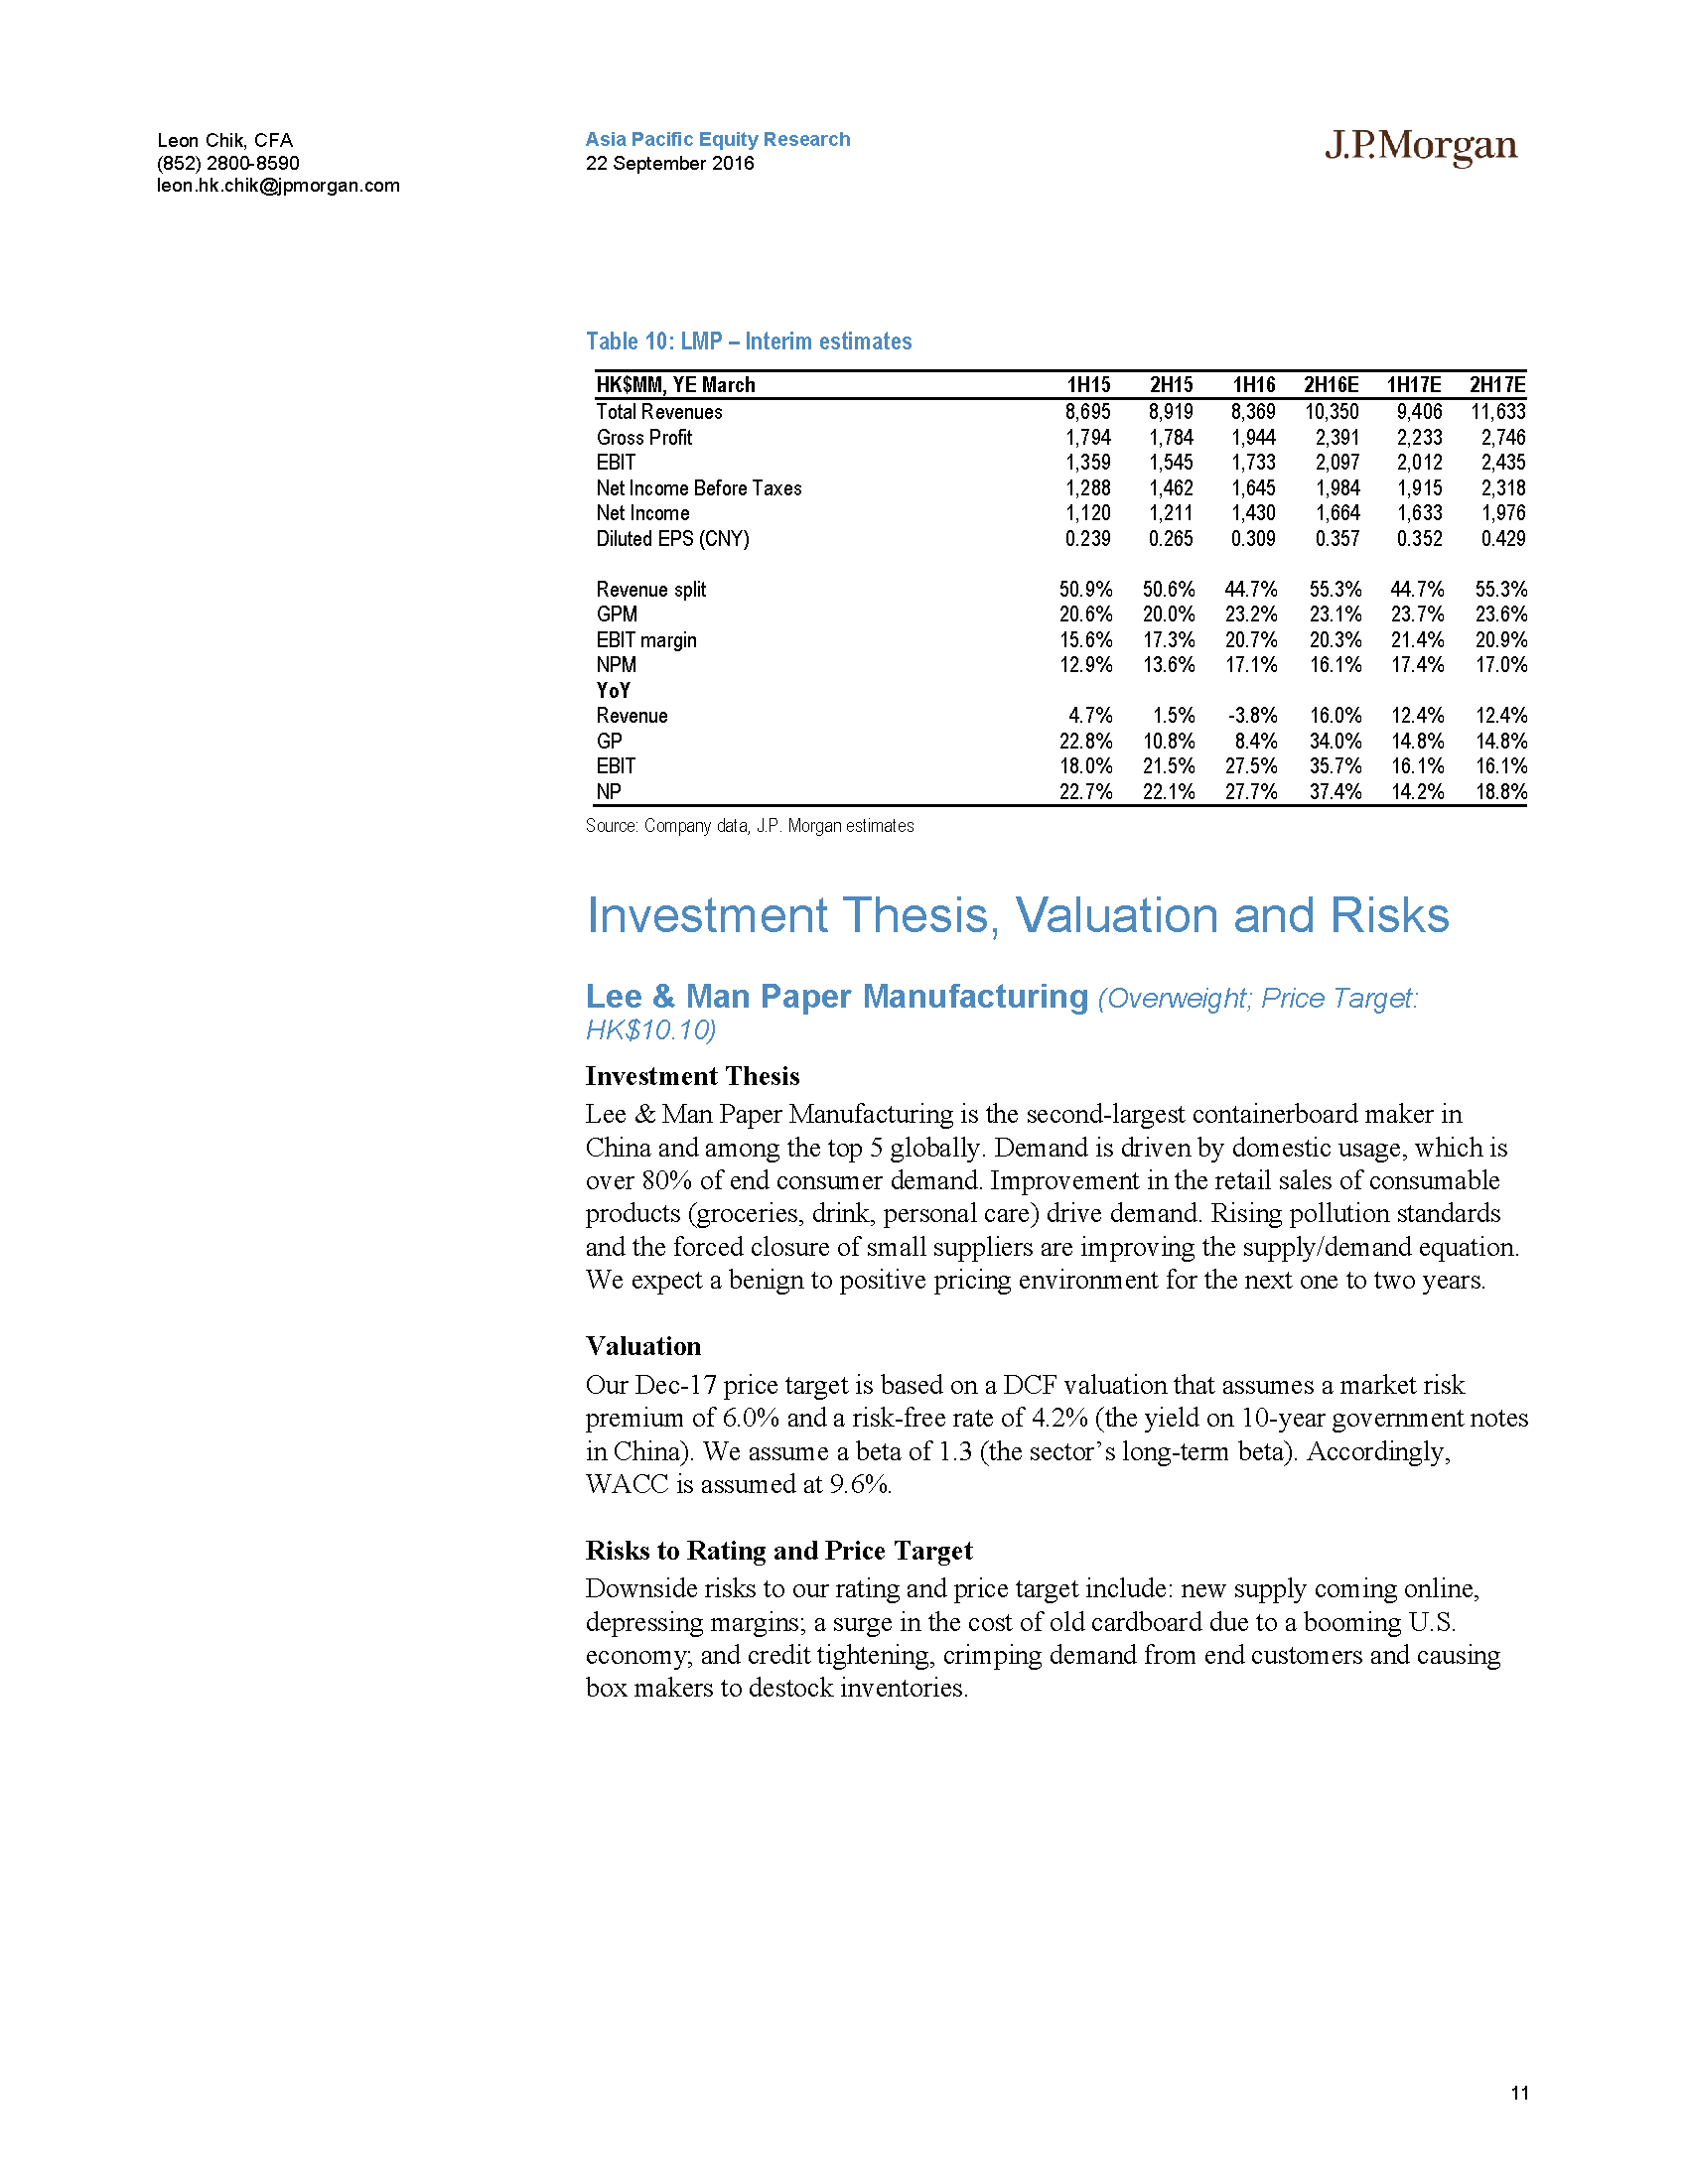 Leon Chik, CFA
(852) 2800-8590
leon.hk.chik@jpmorgan.com
Asia Pacific Equity Research
22 September 2016
J.P.Morgan
Table 10: LMP – Interim estimates
HK$MM, YE March 1H15 2H15 1H16 2H16E 1H17E 2H17E
Total Revenues 8,695 8,919 8,369 10,350 9,406 11,633
Gross Profit 1,794 1,784 1,944 2,391 2,233 2,746
EBIT 1,359 1,545 1,733 2,097 2,012 2,435
Net Income Before Taxes 1,288 1,462 1,645 1,984 1,915 2,318
Net Income 1,120 1,211 1,430 1,664 1,633 1,976
Diluted EPS (CNY) 0.239 0.265 0.309 0.357 0.352 0.429
Revenue split 50.9% 50.6% 44.7% 55.3% 44.7% 55.3%
GPM 20.6% 20.0% 23.2% 23.1% 23.7% 23.6%
EBIT margin 15.6% 17.3% 20.7% 20.3% 21.4% 20.9%
NPM 12.9% 13.6% 17.1% 16.1% 17.4% 17.0%
YoY
Revenue 4.7% 1.5% -3.8% 16.0% 12.4% 12.4%
GP 22.8% 10.8% 8.4% 34.0% 14.8% 14.8%
EBIT 18.0% 21.5% 27.5% 35.7% 16.1% 16.1%
NP 22.7% 22.1% 27.7% 37.4% 14.2% 18.8%
Source: Company data, J.P. Morgan estimates
Investment Thesis, Valuation and Risks
Lee & Man Paper Manufacturing (Overweight; Price Target:
HK$10.10)
Investment Thesis
Lee & Man Paper Manufacturing is the second-largest containerboard maker in
China and among the top 5 globally. Demand is driven by domestic usage, which is
over 80% of end consumer demand. Improvement in the retail sales of consumable
products (groceries, drink, personal care) drive demand. Rising pollution standards
and the forced closure of small suppliers are improving the supply/demand equation.
We expect a benign to positive pricing environment for the next one to two years.
Valuation
Our Dec-17 price target is based on a DCF valuation that assumes a market risk
premium of 6.0% and a risk-free rate of 4.2% (the yield on 10-year government notes
in China). We assume a beta of 1.3 (the sector’s long-term beta). Accordingly,
WACC is assumed at 9.6%.
Risks to Rating and Price Target
Downside risks to our rating and price target include: new supply coming online,
depressing margins; a surge in the cost of old cardboard due to a booming U.S.
economy; and credit tightening, crimping demand from end customers and causing
box makers to destock inventories.
11